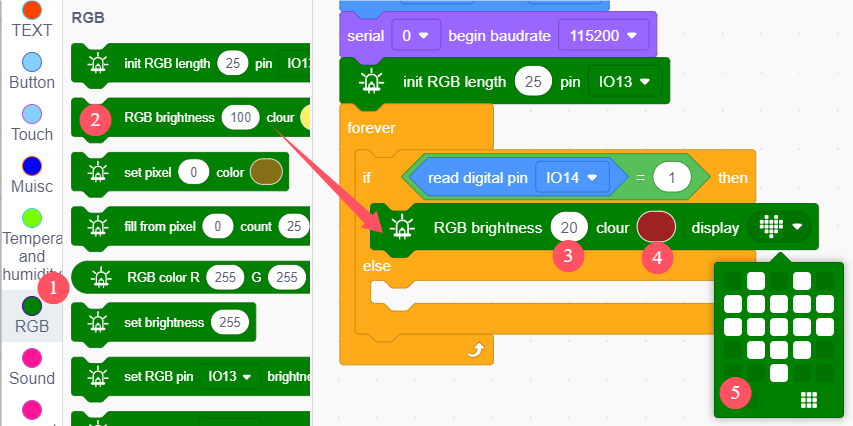 TEXT
Button
Touch
Muisc
Tempera
and
humidity
1
RGB
Sound
RGB
init RGB length 25 pin IO13
2 RGB brightness 100 clour
set pixel 0 color
fill from pixel 0 count 25
RGB color R 255 G 255
set brightness 255
set RGB pin IO13 brightne
serial 0 begin baudrate 115200
init RGB length 25 pin IO13
forever
if read digital pin IO14 = 1 then
RGB brightness 20 clour display
3 4
else
5